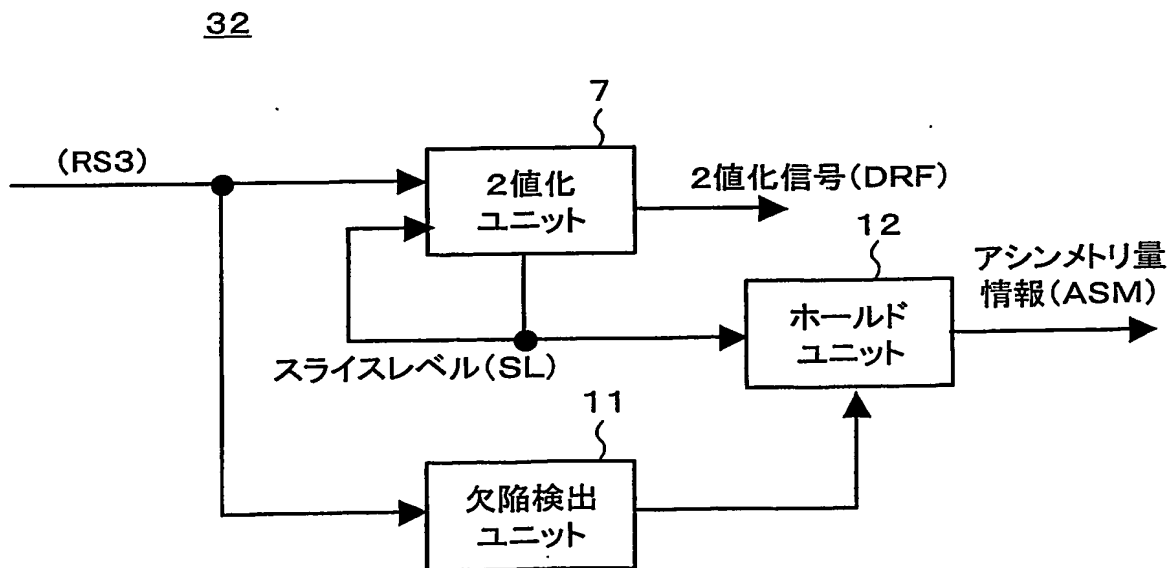 32
7
(RS3)
2値化
ユニット
2値化信号(DRF)
12
アシンメトリ量
情報(ASM)
ホールド
ユニット
スライスレベル(SL)
11
欠陥検出
ユニット